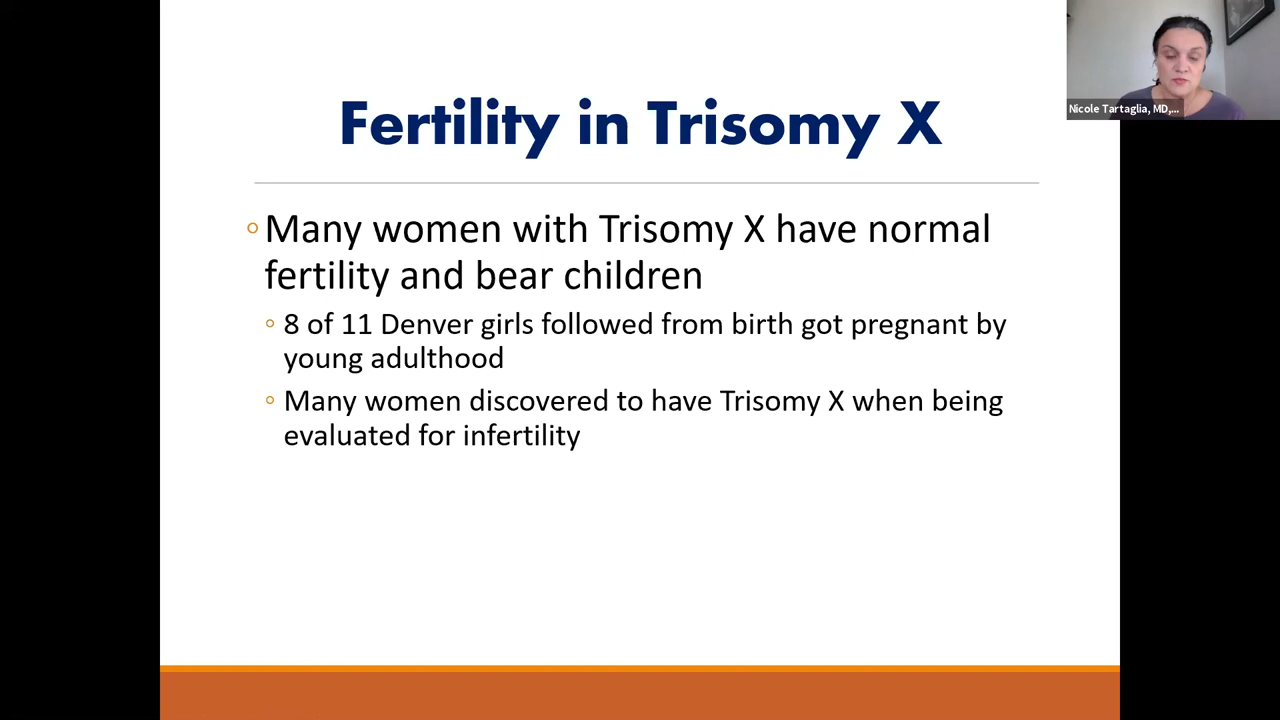 Fertility in Trisomy X
Many women with Trisomy X have normal
fertility and bear children
8 of 11 Denver girls followed from birth got pregnant by
young adulthood
Many women discovered to have Trisomy X when being
evaluated for infertility
Nicole Tartaglia, MD,...